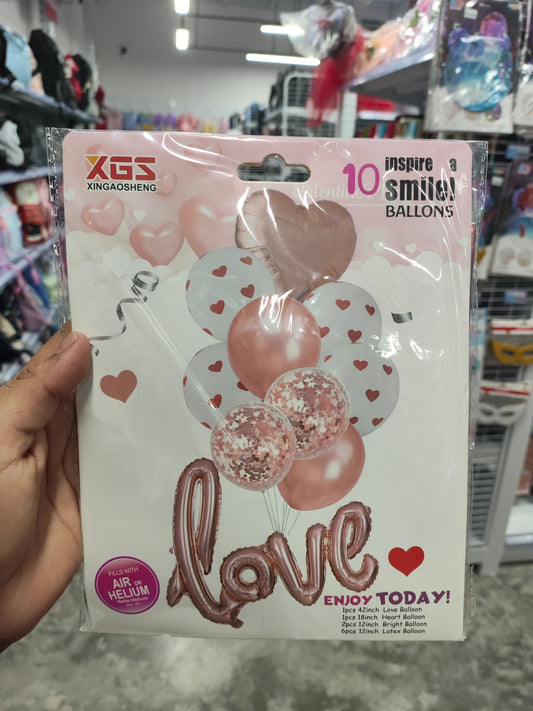 XGS
XINGAOSHENG
10 inspire a
smile!
BALLONS
love
FILLS WITH
AIR OR
HELIUM
ENJOY TODAY!
1pcs 42inch Love Balloon
1pcs 18inch Heart Balloon
2pcs 12inch Bright Balloon
6pcs 12inch Latex Balloon